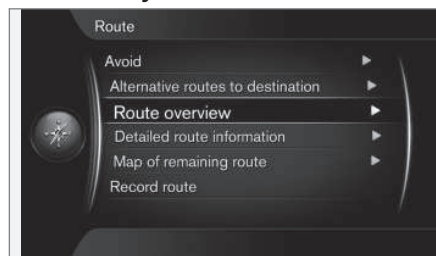 Route
Avoid
Alternative routes to destination
Route overview
Detailed route information
Map of remaining route
Record route